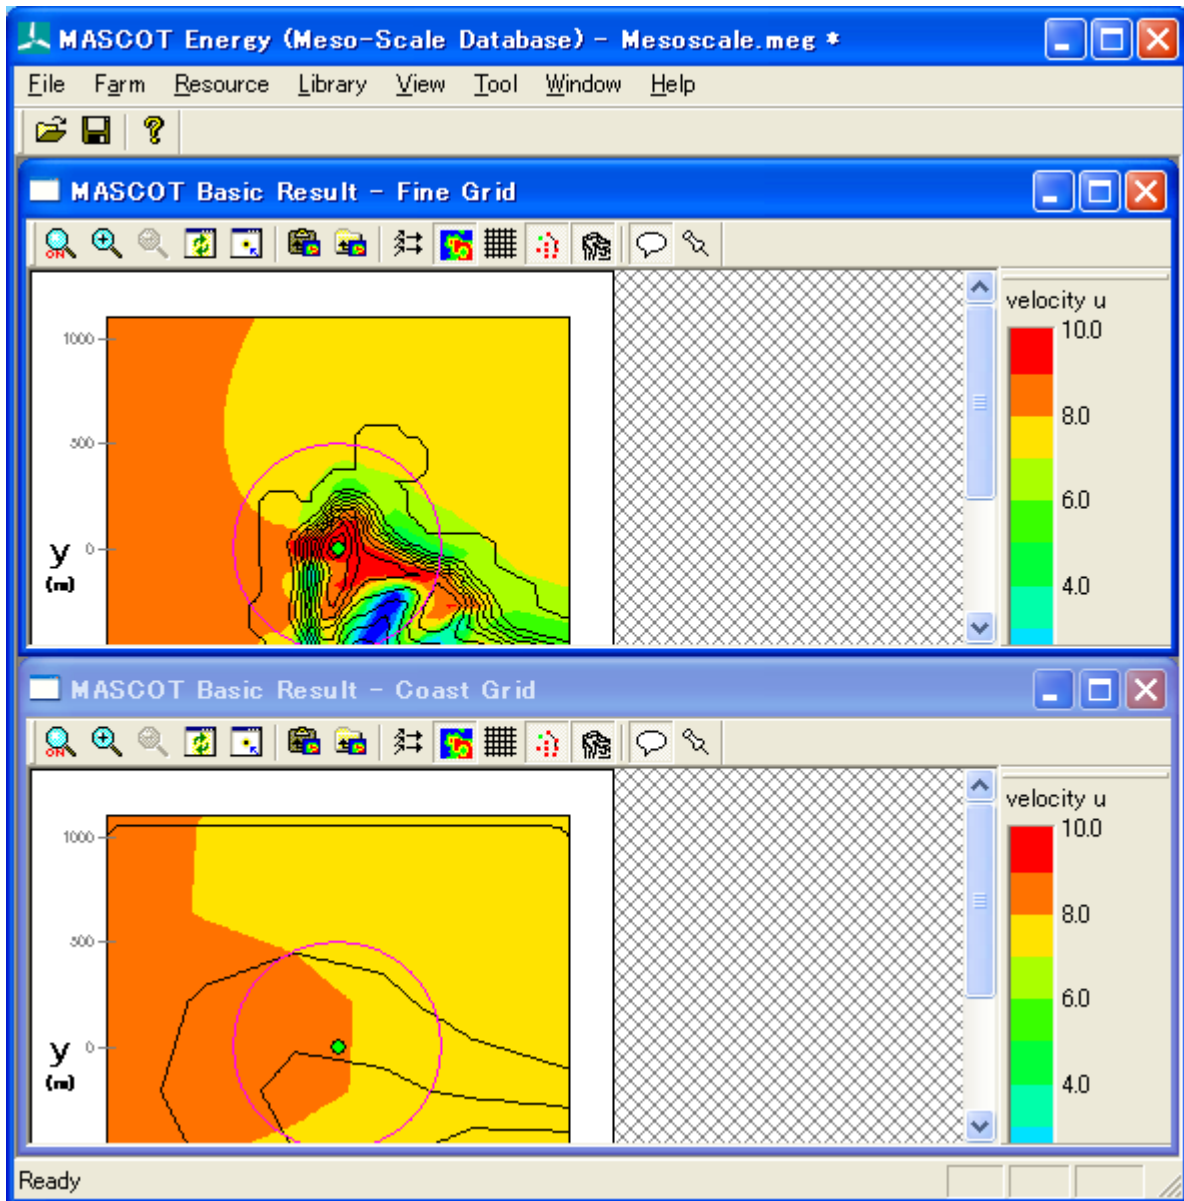 MASCOT Energy (Meso-Scale Database) - Mesoscale.meg *
File Farm Resource Library View Tool Window Help
MASCOT Basic Result - Fine Grid
ON
velocity u
10.0
8.0
6.0
4.0
1000
500
y 0
(m)
MASCOT Basic Result - Coast Grid
ON
velocity u
10.0
8.0
6.0
4.0
1000
500
y 0
(m)
Ready